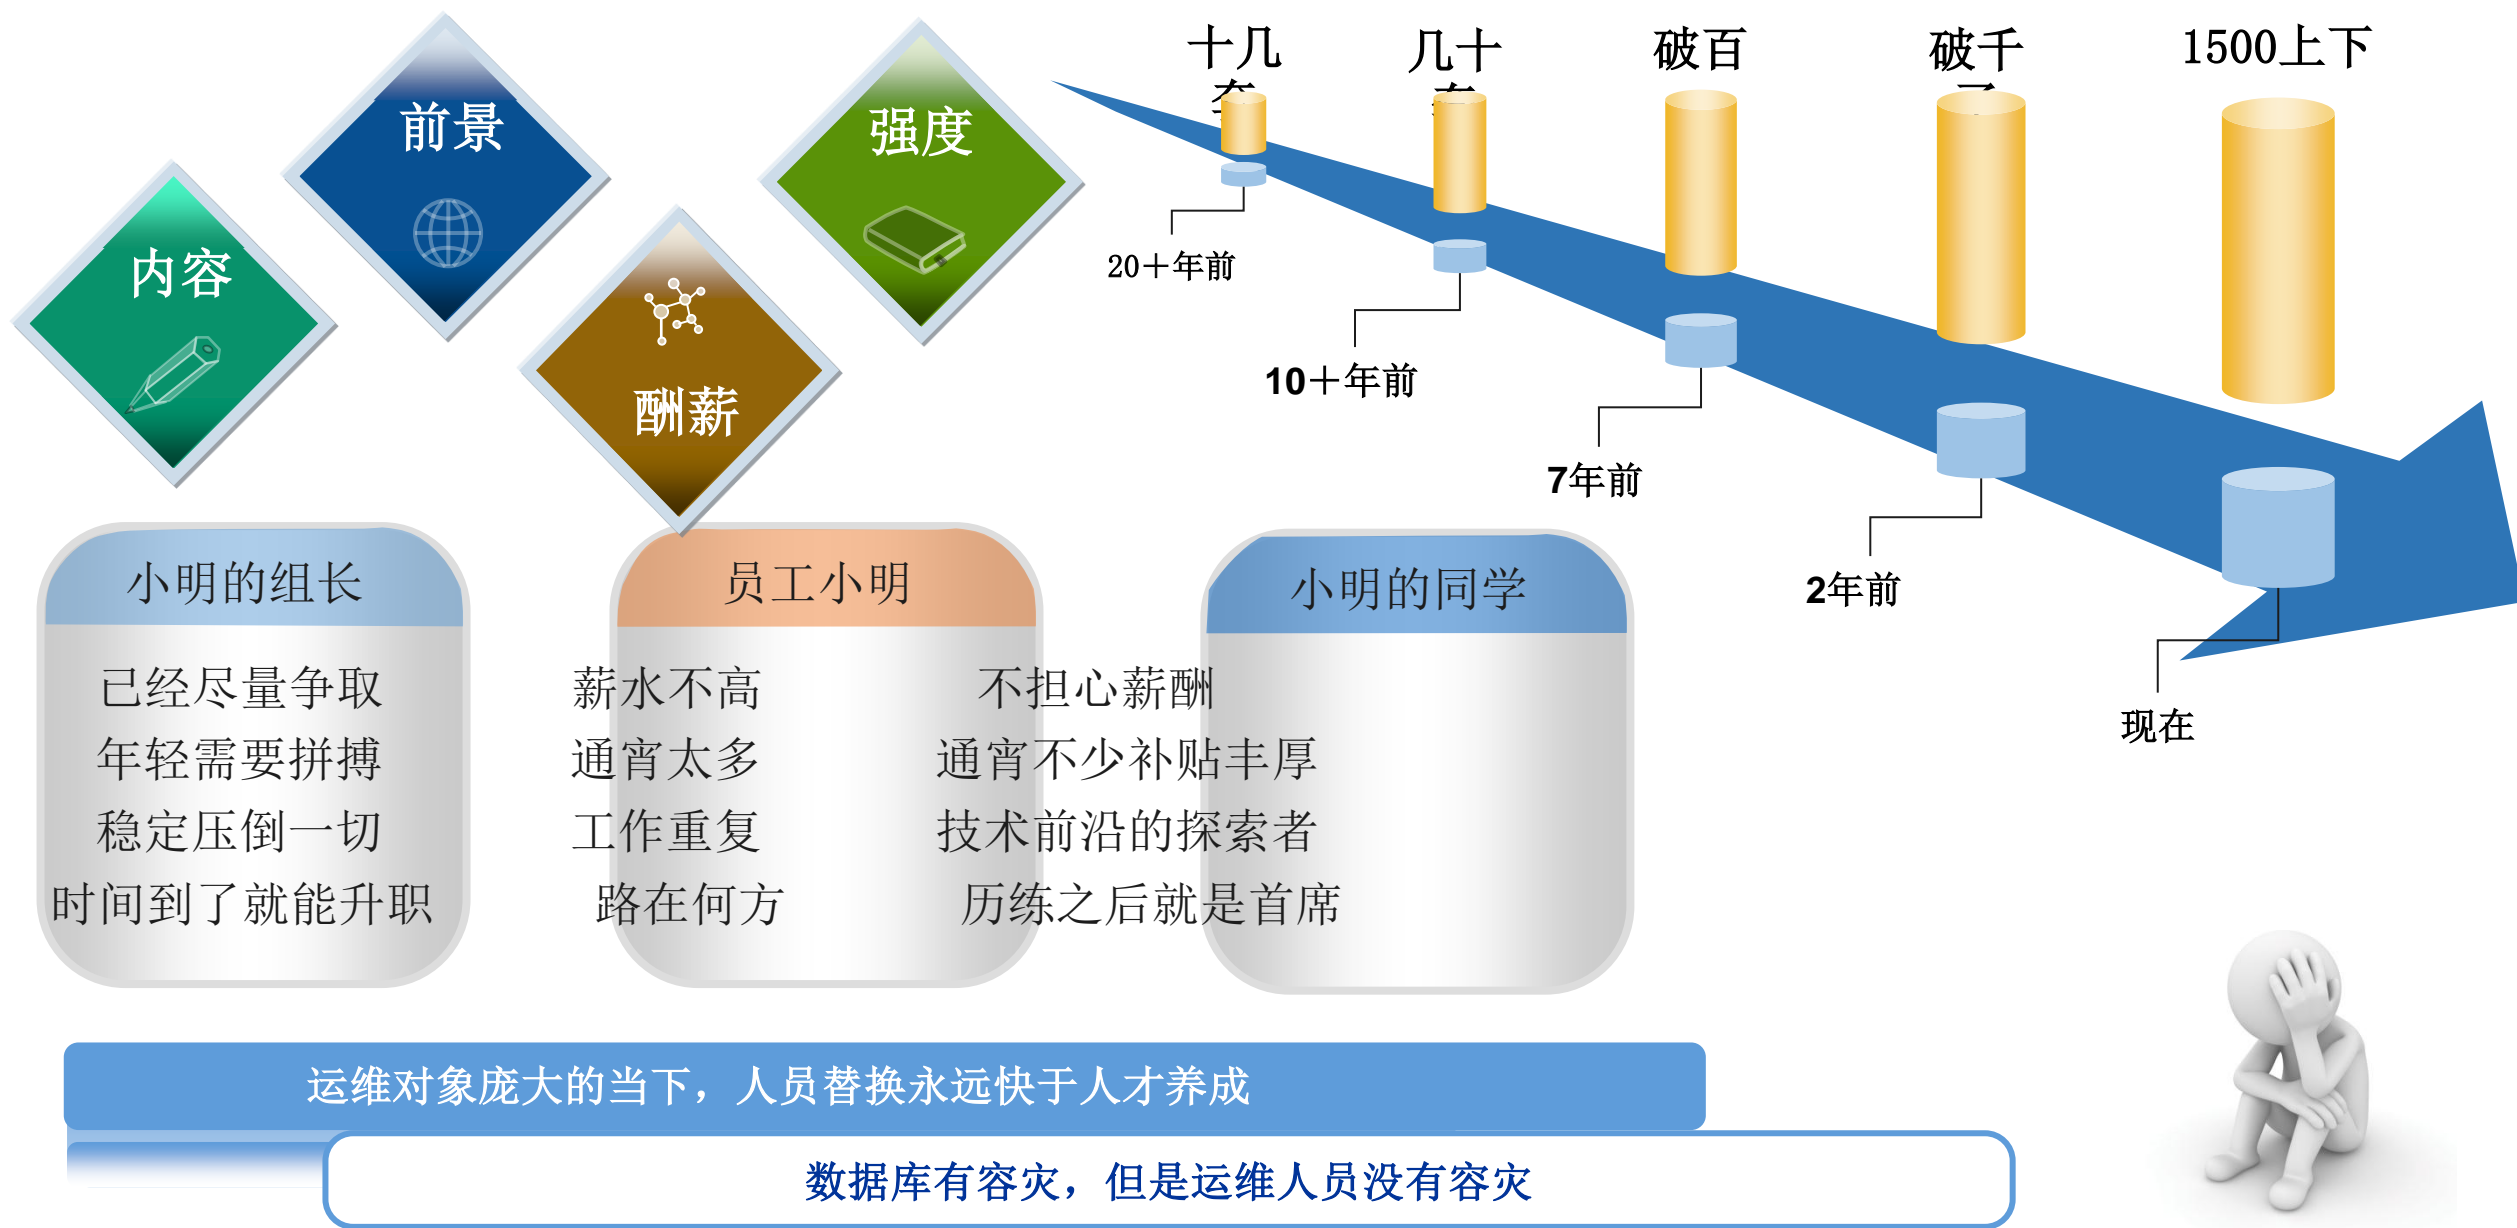 前景
强度
内容
酬薪
十几
套
几十
破百
破千
了
1500上下
20+年前
10+年前
7年前
2年前
现在
小明的组长
员工小明
小明的同学
已经尽量争取 薪水不高 不担心薪酬
年轻需要拼搏 通宵太多 通宵不少补贴丰厚
稳定压倒一切 工作重复 技术前沿的探索者
时间到了就能升职 路在何方 历练之后就是首席
运维对象庞大的当下，人员替换永远快于人才养成
数据库有容灾，但是运维人员没有容灾